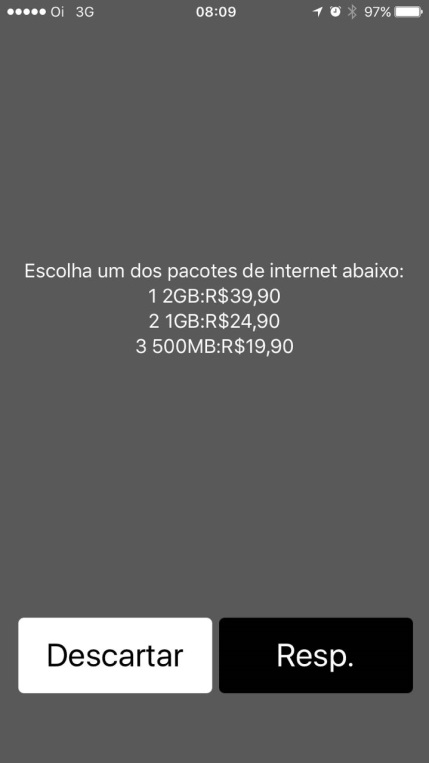 Oi 3G 08:09 97%
Escolha um dos pacotes de internet abaixo:
1 2GB:R$39,90
2 1GB:R$24,90
3 500MB:R$19,90
Descartar Resp.